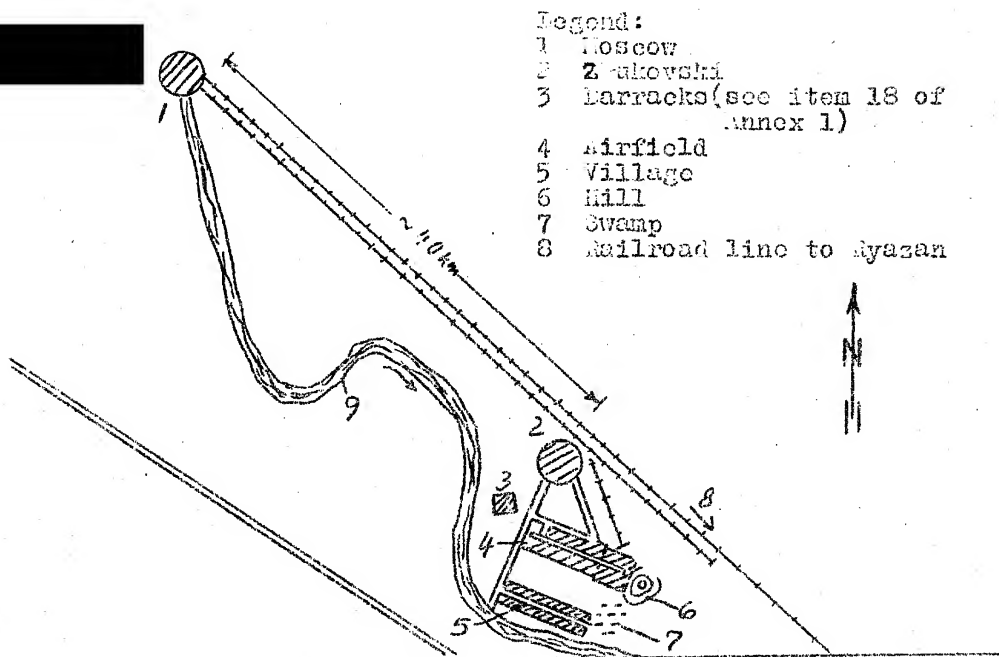 Legend:
1 Moscow
2 Zhukovski
3 Barracks(see item 18 of
Annex 1)
4 Airfield
5 Village
6 Hill
7 Swamp
8 Railroad line to Ryazan
1
~ 40km
N
9
2
3
8
4
6
5
7